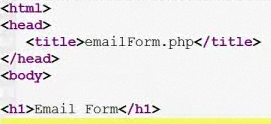 <html>
<head>
<title>emailForm.php</title>
</head>
<body>
<h1>Email Form</h1>